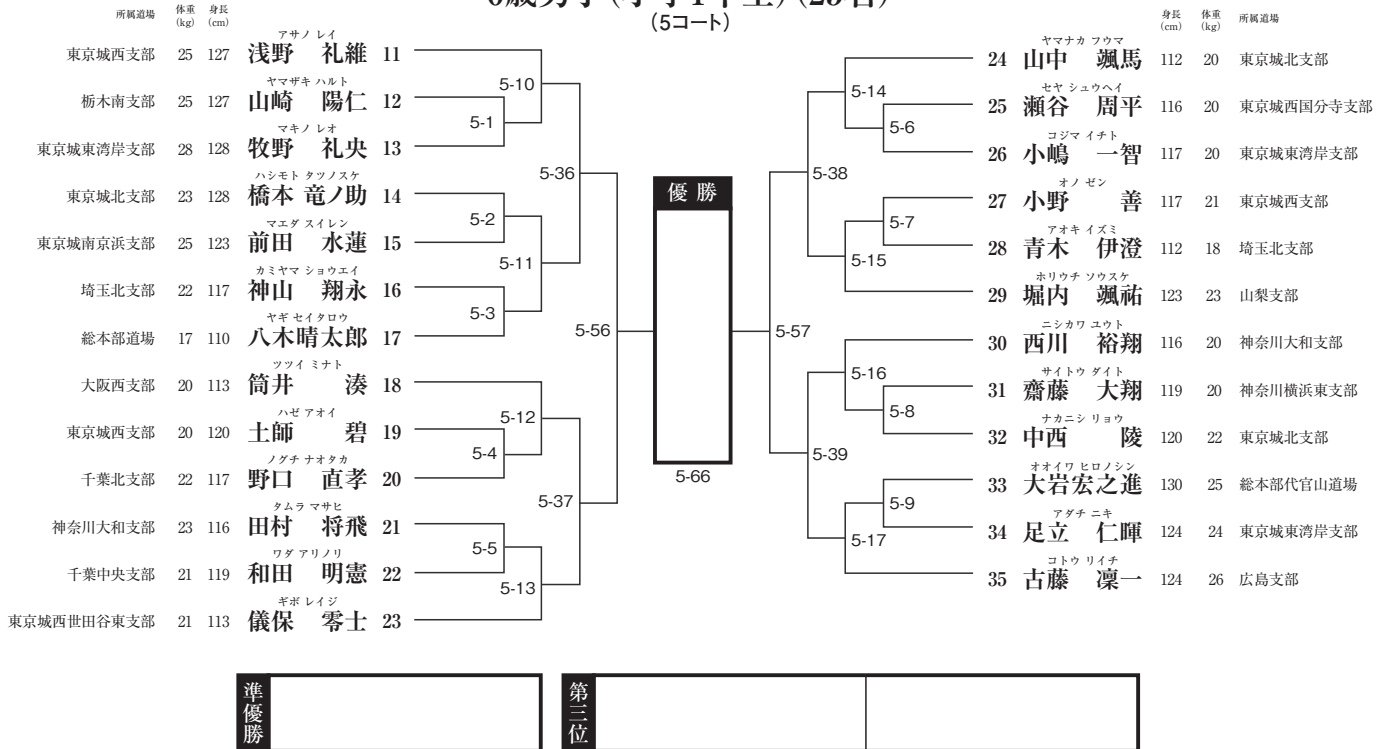 6歳男子(小学1年生)(25名)
(5コート)
所属道場 体重(kg) 身長(cm)
身長(cm) 体重(kg) 所属道場
アサノ レイ
東京城西支部 25 127 浅野 礼維 11
ヤマザキ ハルト
栃木南支部 25 127 山崎 陽仁 12
マキノ レオ
東京城東湾岸支部 28 128 牧野 礼央 13
ハシモト タツノスケ
東京城北支部 23 128 橋本 竜ノ助 14
マエダ スイレン
東京城南京浜支部 25 123 前田 水蓮 15
カミヤマ ショウエイ
埼玉北支部 22 117 神山 翔永 16
ヤギ セイタロウ
総本部道場 17 110 八木晴太郎 17
ツツイ ミナト
大阪西支部 20 113 筒井 湊 18
ハゼ アオイ
東京城西支部 20 120 土師 碧 19
ノグチ ナオタカ
千葉北支部 22 117 野口 直孝 20
タムラ マサヒ
神奈川大和支部 23 116 田村 将飛 21
ワダ アリノリ
千葉中央支部 21 119 和田 明憲 22
ギボ レイジ
東京城西世田谷東支部 21 113 儀保 零士 23
5-10
5-1
5-36
5-2
5-11
5-3
5-56
5-12
5-4
5-37
5-5
5-13
優勝
5-66
5-14
5-6
5-38
5-7
5-15
5-57
5-16
5-8
5-39
5-9
5-17
ヤマナカ フウマ
24 山中 颯馬 112 20 東京城北支部
セヤ シュウヘイ
25 瀬谷 周平 116 20 東京城西国分寺支部
コジマ イチト
26 小嶋 一智 117 20 東京城東湾岸支部
オノ ゼン
27 小野 善 117 21 東京城西支部
アオキ イズミ
28 青木 伊澄 112 18 埼玉北支部
ホリウチ ソウスケ
29 堀内 颯祐 123 23 山梨支部
ニシカワ ユウト
30 西川 裕翔 116 20 神奈川大和支部
サイトウ ダイト
31 齋藤 大翔 119 20 神奈川横浜東支部
ナカニシ リョウ
32 中西 陵 120 22 東京城北支部
オオイワ ヒロノシン
33 大岩宏之進 130 25 総本部代官山道場
アダチ ニキ
34 足立 仁暉 124 24 東京城東湾岸支部
コトウ リイチ
35 古藤 凜一 124 26 広島支部
準優勝
第三位